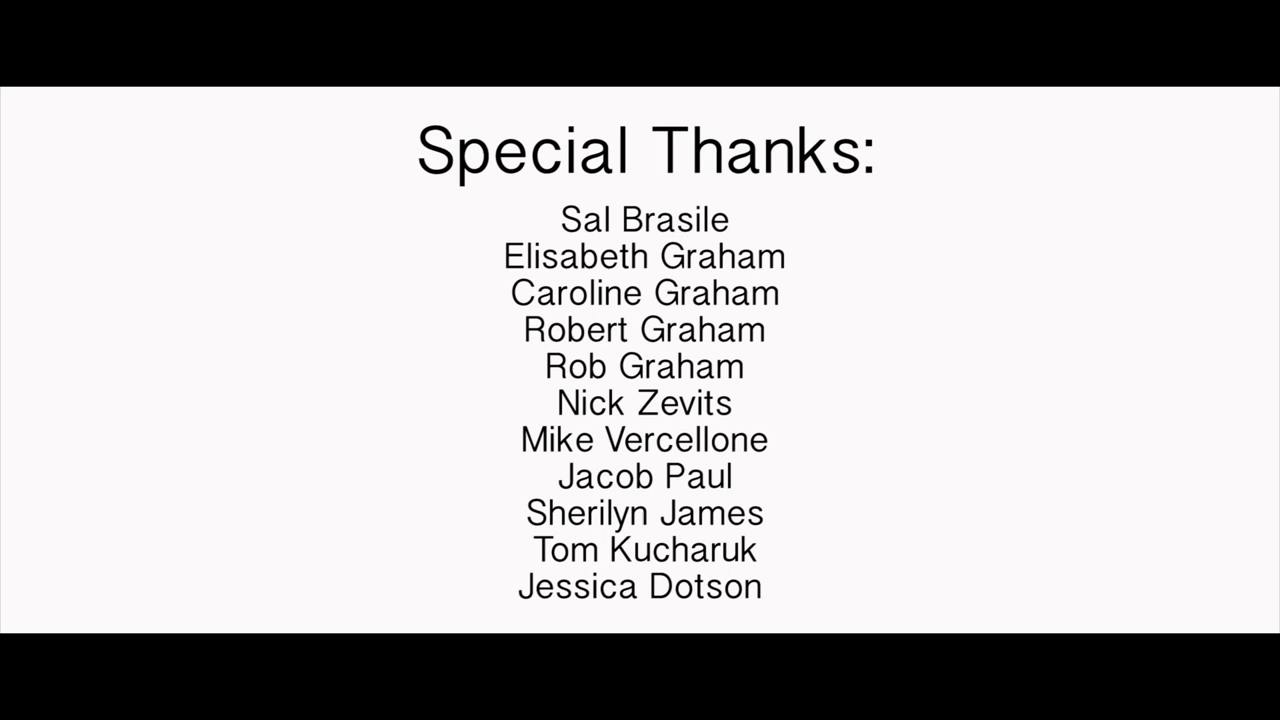 Special Thanks:
Sal Brasile
Elisabeth Graham
Caroline Graham
Robert Graham
Rob Graham
Nick Zevits
Mike Vercellone
Jacob Paul
Sherilyn James
Tom Kucharuk
Jessica Dotson